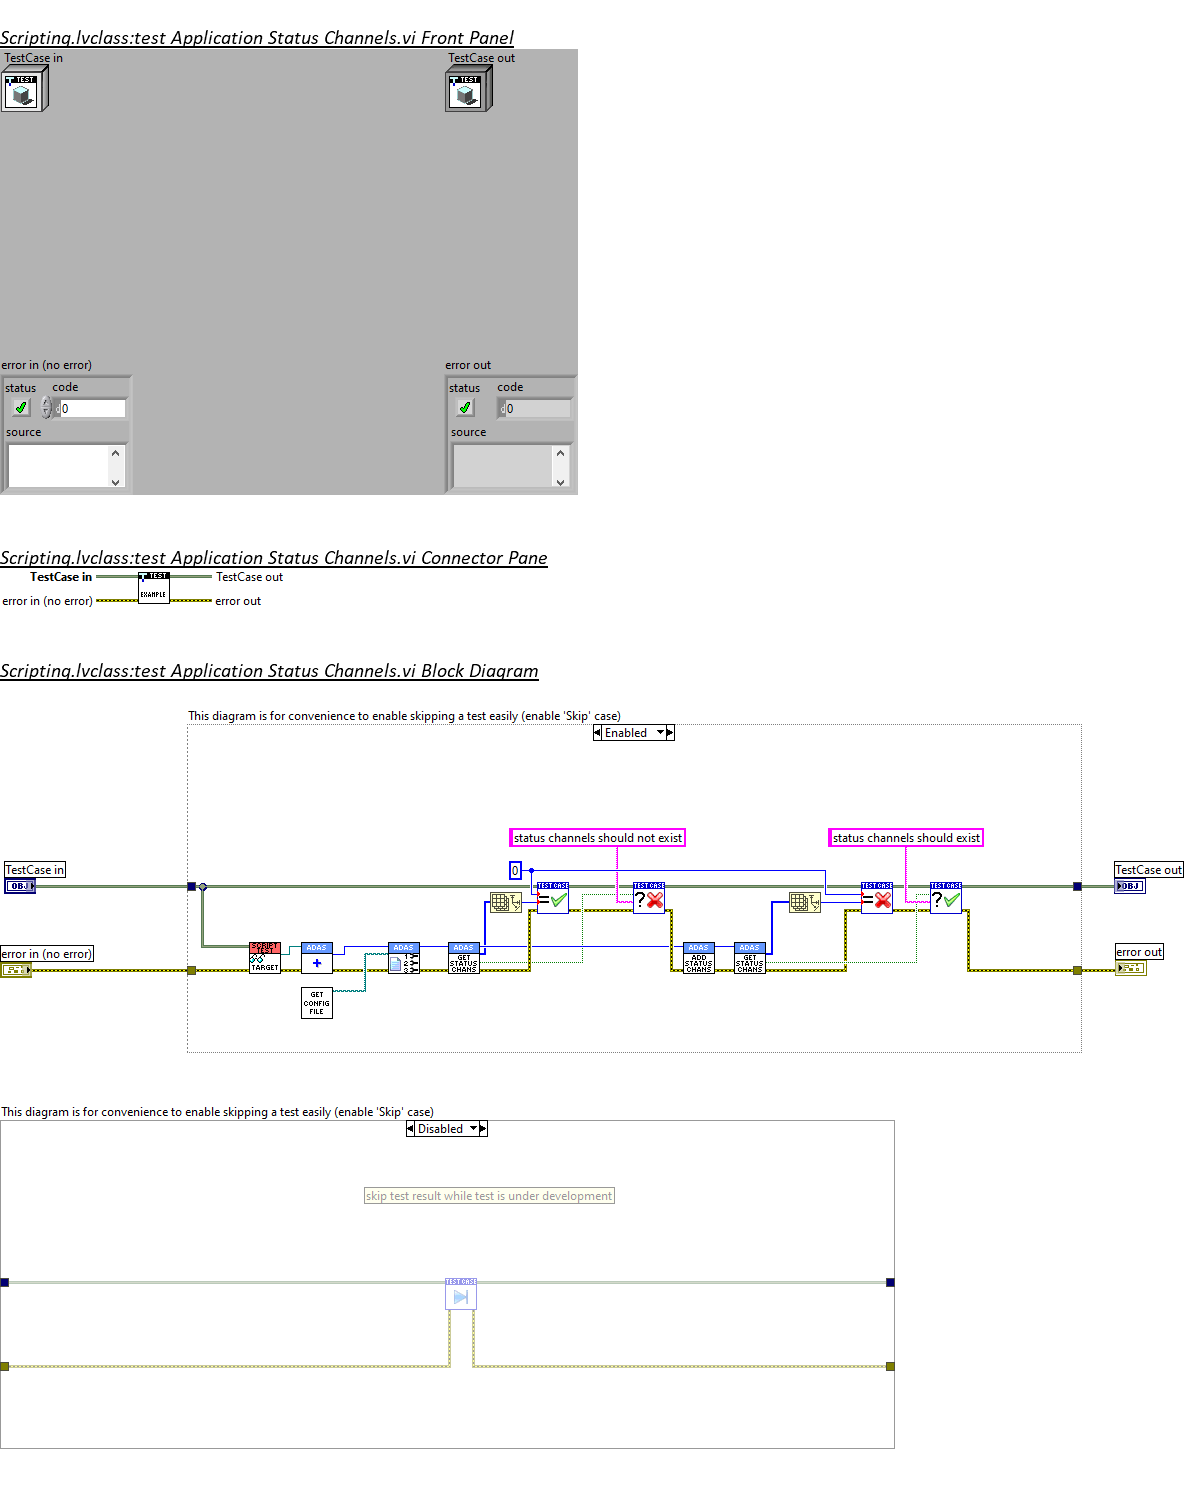 Scripting.lvclass:test Application Status Channels.vi Front Panel
TestCase in
TestCase out
TEST
TEST
error in (no error)
error out
status code
status code
d0
d0
source
source
Scripting.lvclass:test Application Status Channels.vi Connector Pane
TestCase in
TEST
TestCase out
EXAMPLE
error in (no error)
error out
Scripting.lvclass:test Application Status Channels.vi Block Diagram
This diagram is for convenience to enable skipping a test easily (enable 'Skip' case)
Enabled
status channels should not exist
status channels should exist
TestCase in
OBJ
0
TEST CASE
=
TEST CASE
?
TEST CASE
=
TEST CASE
?
TestCase out
OBJ
error in (no error)
SCRIPT
TEST
TARGET
ADAS
+
ADAS
1
2
3
ADAS
GET
STATUS
CHANS
ADAS
ADD
STATUS
CHANS
ADAS
GET
STATUS
CHANS
error out
GET
CONFIG
FILE
This diagram is for convenience to enable skipping a test easily (enable 'Skip' case)
Disabled
skip test result while test is under development
TEST CASE